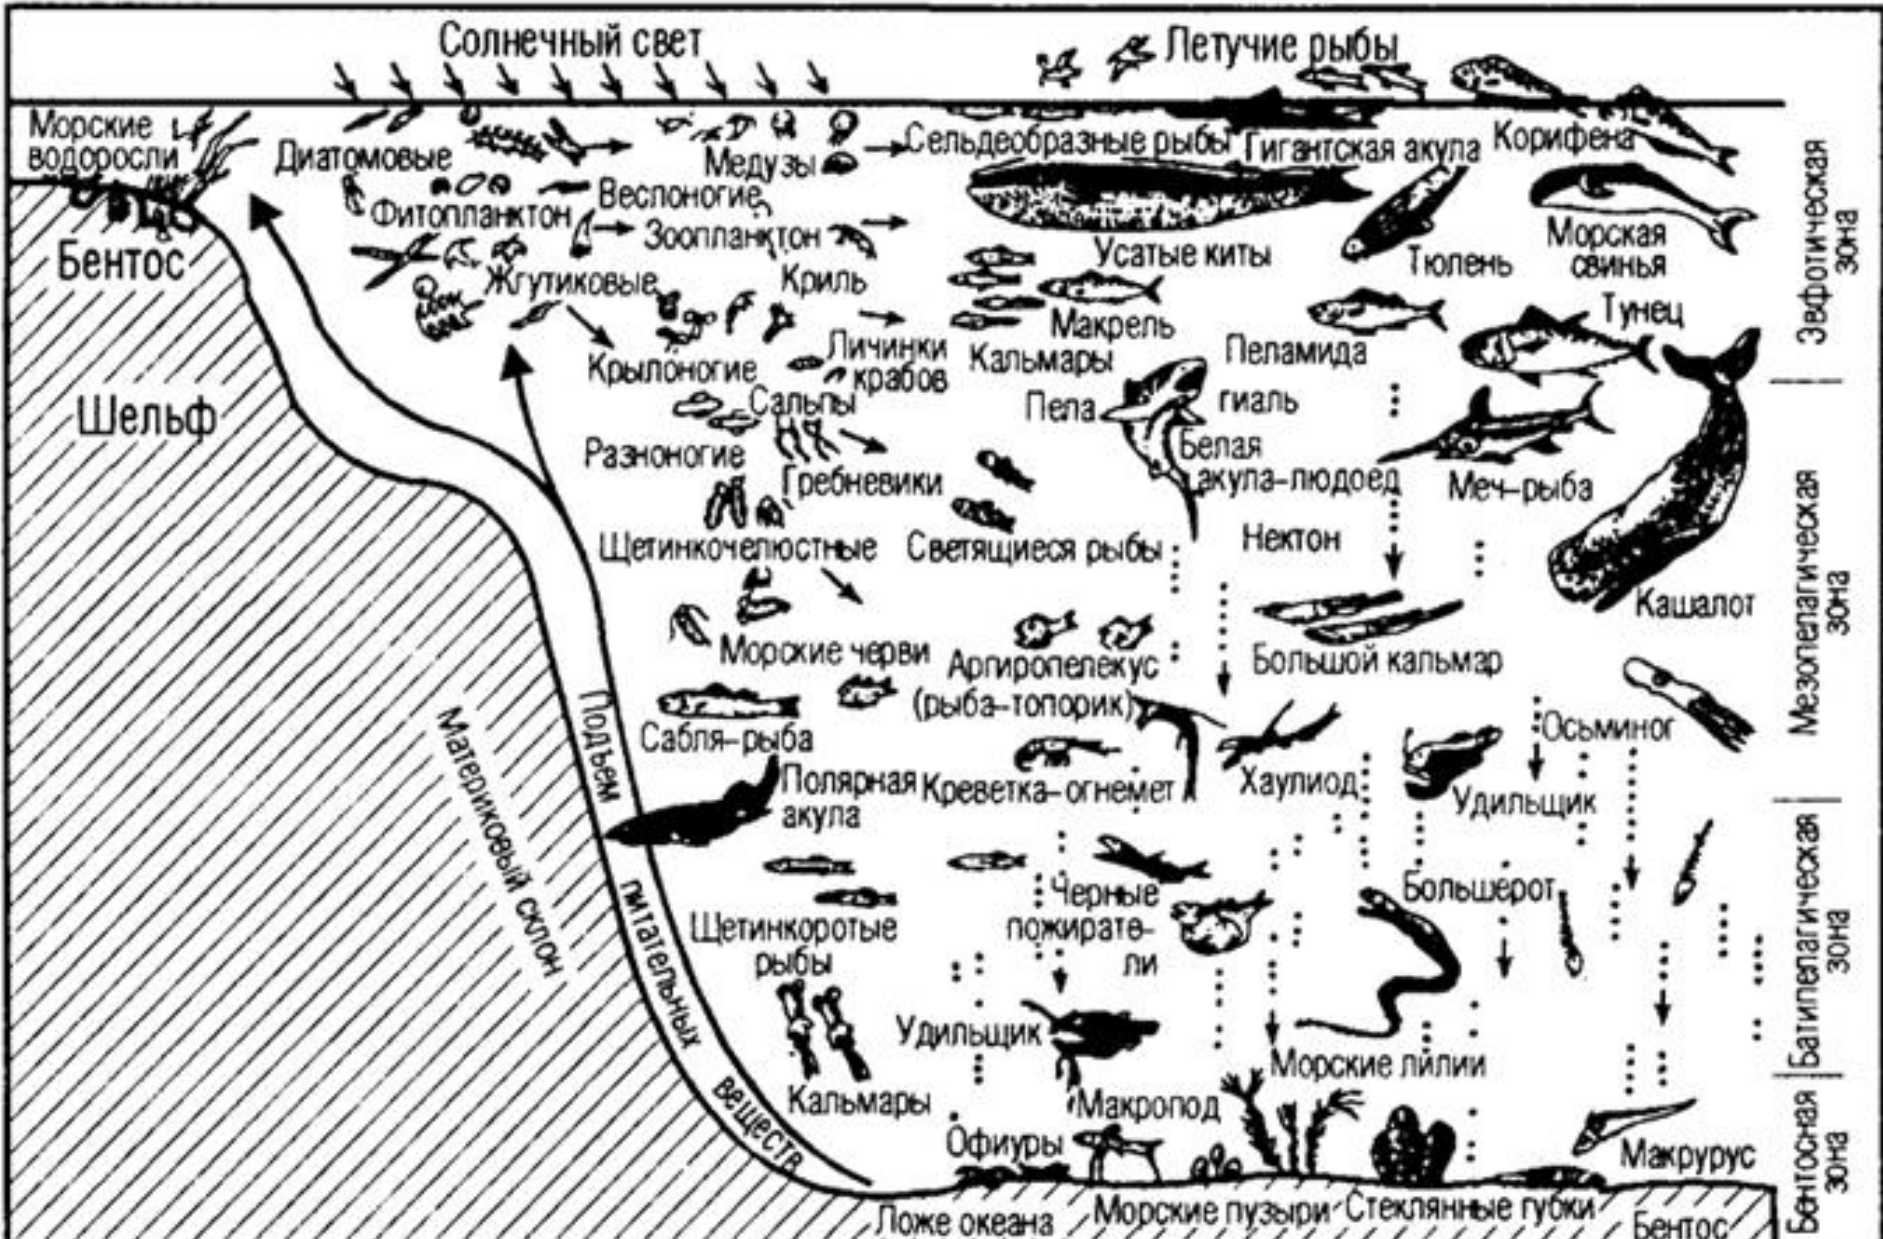 Солнечный свет
Летучие рыбы
Морские
водоросли
Диатомовые
Медузы
Сельдеобразные рыбы
Гигантская акула
Корифена
Веслоногие
Фитопланктон
Зоопланктон
Бентос
Усатые киты
Тюлень
Морская
свинья
Жгутиковые
Криль
Макрель
Тунец
Крылоногие
Личинки
крабов
Кальмары
Пеламида
Шельф
Сальпы
Пела
гиаль
Белая
акула-людоед
Меч-рыба
Разноногие
Гребневики
Щетинкочелюстные
Светящиеся рыбы
Нектон
Кашалот
Морские черви
Аргиропелекус
(рыба-топорик)
Большой кальмар
Сабля-рыба
Осьминог
Полярная
акула
Креветка-огнемет
Хаулиод
Удильщик
Черные
пожирате-
ли
Большерот
Щетинкоротые
рыбы
Удильщик
Морские лилии
Кальмары
Макропод
Офиуры
Макрурус
Ложе океана
Морские пузыри
Стеклянные губки
Бентос
Материковый склон
Подъем питательных веществ
Эвфотическая
зона
Мезопелагическая
зона
Батипелагическая
зона
Бентосная
зона